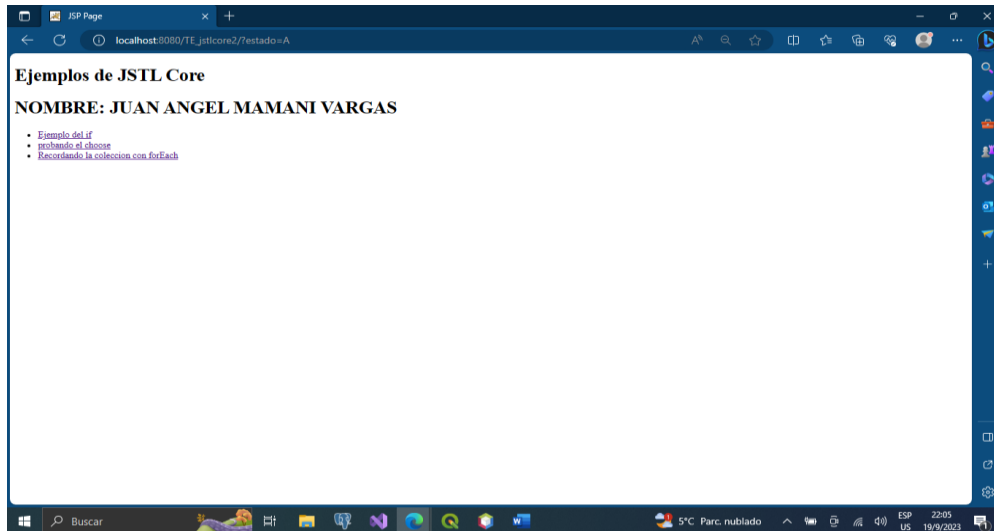 JSP Page
localhost:8080/TE_jstlcore2/?estado=A
Ejemplos de JSTL Core
NOMBRE: JUAN ANGEL MAMANI VARGAS
Ejemplo del if
probando el choose
Recordando la coleccion con forEach
Buscar
5°C Parc. nublado
ESP
US
22:05
19/9/2023